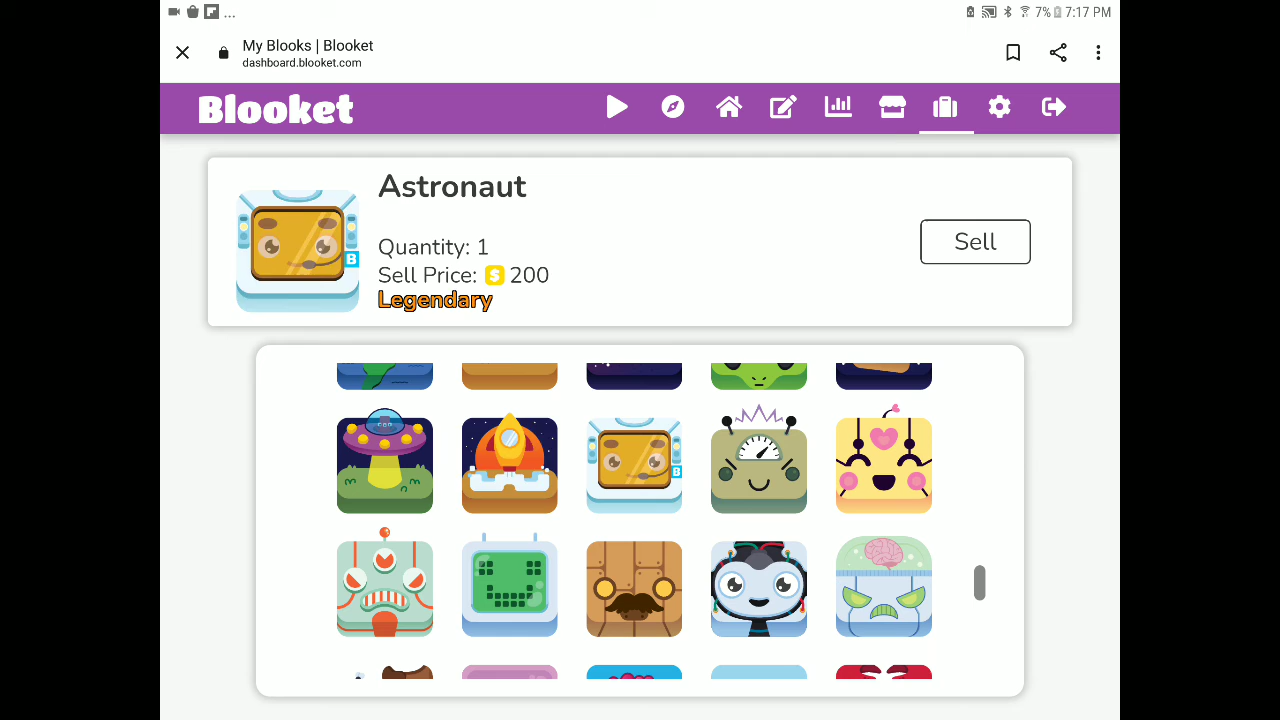 ... 7% 7:17 PM
My Blooks | Blooket
dashboard.blooket.com
Blooket
Astronaut
Quantity: 1
Sell Price: $ 200
Legendary
Sell
B
B